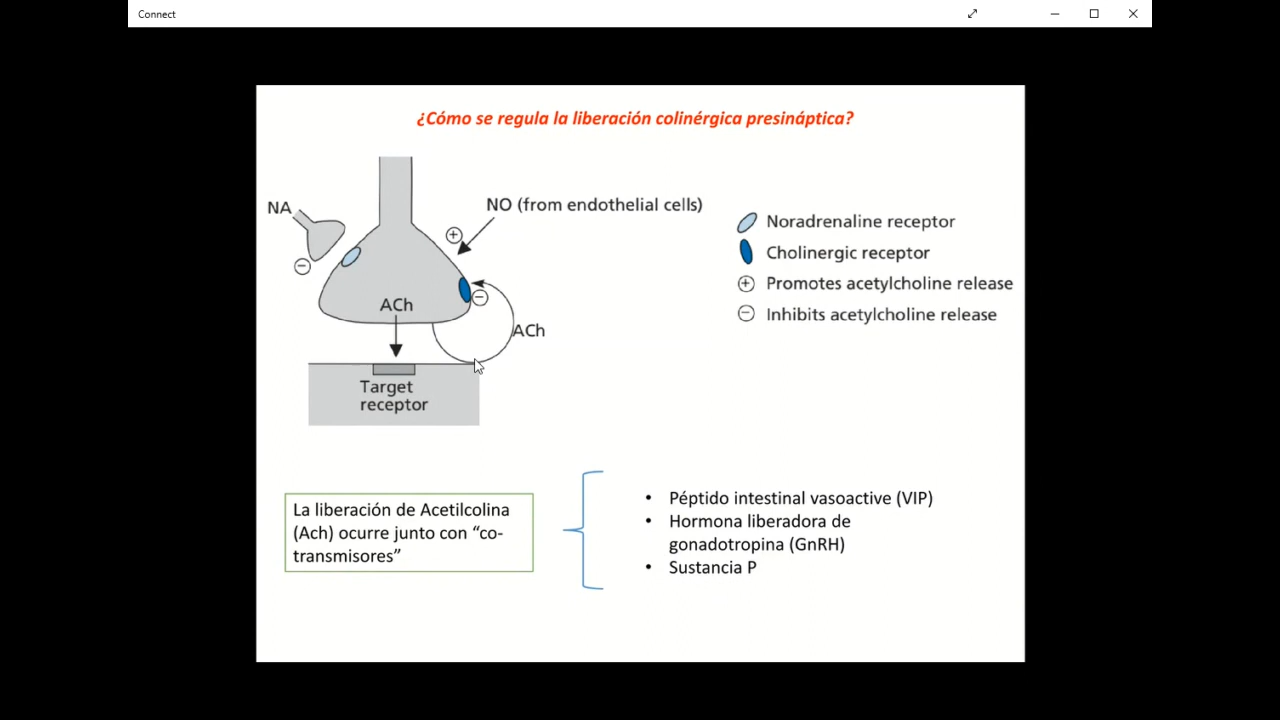 Connect
¿Cómo se regula la liberación colinérgica presináptica?
NA
NO (from endothelial cells)
+
−
ACh
−
ACh
Target
receptor
Noradrenaline receptor
Cholinergic receptor
+ Promotes acetylcholine release
− Inhibits acetylcholine release
La liberación de Acetilcolina
(Ach) ocurre junto con “co-
transmisores”
• Péptido intestinal vasoactive (VIP)
• Hormona liberadora de
gonadotropina (GnRH)
• Sustancia P